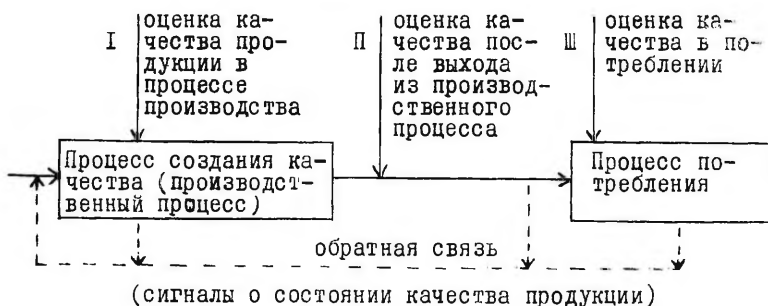 I
оценка ка-
чества про-
дукции в
процессе
производства
П
оценка ка-
чества пос-
ле выхода
из производ-
ственного
процесса
Ш
оценка ка-
чества в по-
треблении
Процесс создания ка-
чества (производст-
венный процесс)
Процесс по-
требления
обратная связь
(сигналы о состоянии качества продукции)